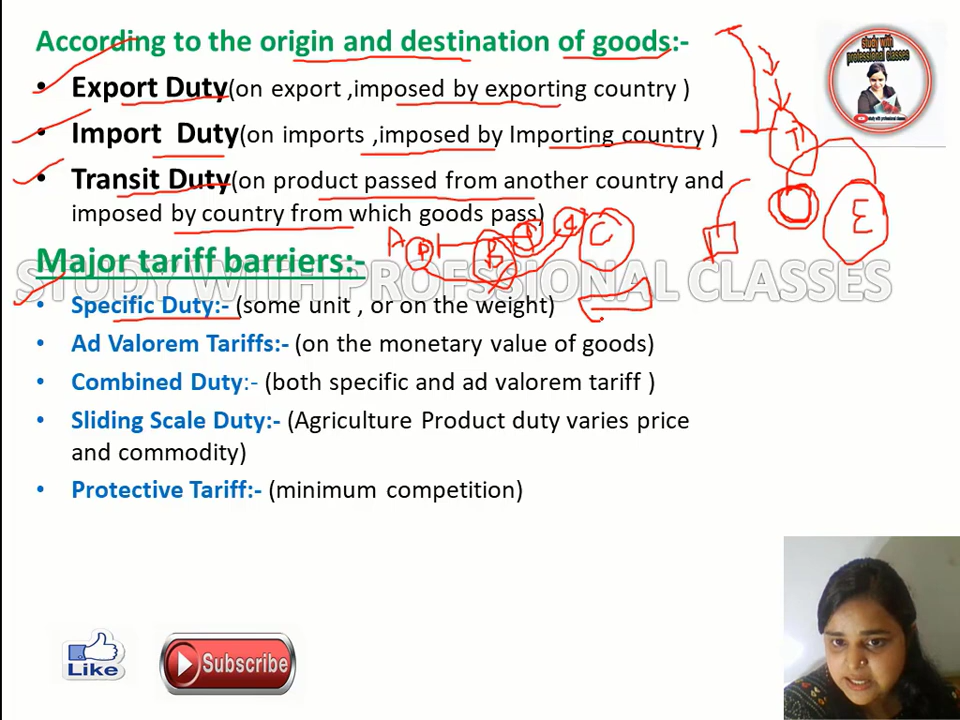 According to the origin and destination of goods:-
• Export Duty(on export ,imposed by exporting country )
• Import Duty(on imports ,imposed by Importing country )
• Transit Duty(on product passed from another country and
imposed by country from which goods pass)
A
B
C
E
Major tariff barriers:-
STUDY WITH PROFESSIONAL CLASSES
• Specific Duty:- (some unit , or on the weight)
• Ad Valorem Tariffs:- (on the monetary value of goods)
• Combined Duty:- (both specific and ad valorem tariff )
• Sliding Scale Duty:- (Agriculture Product duty varies price
and commodity)
• Protective Tariff:- (minimum competition)
study with
professional classes
Like
Subscribe